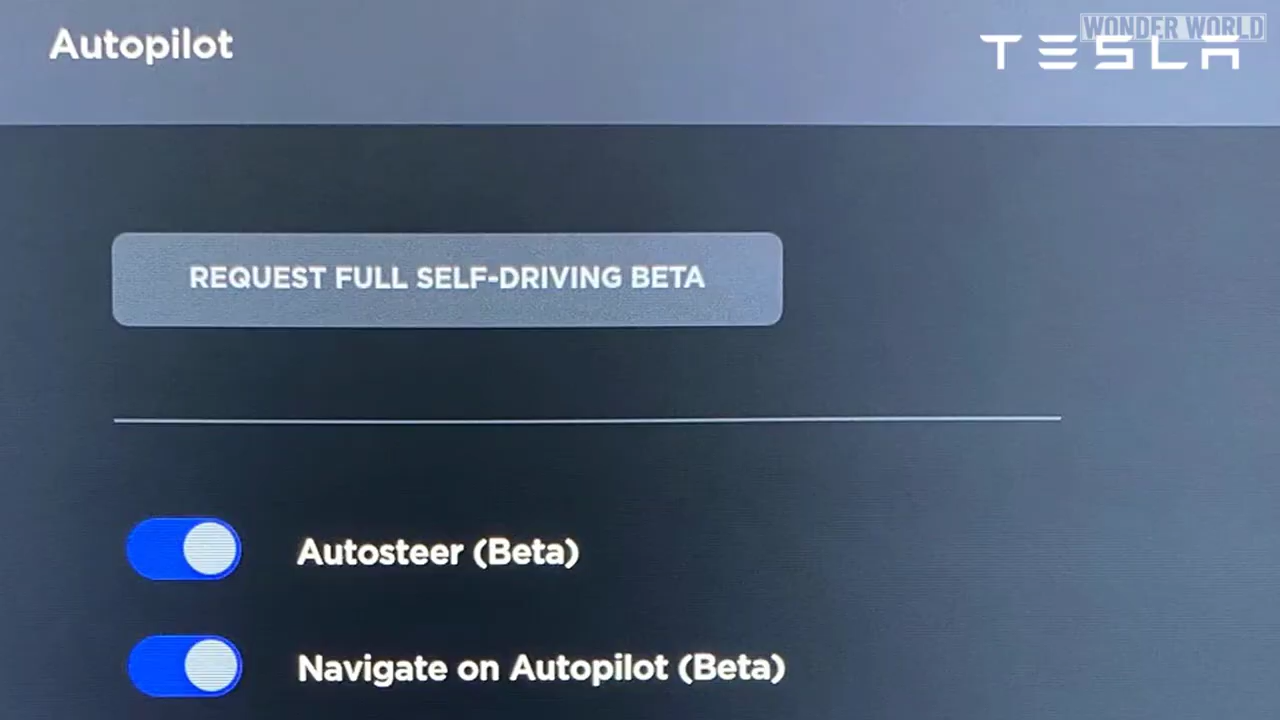 Autopilot
WONDER WORLD
TESLA
REQUEST FULL SELF-DRIVING BETA
Autosteer (Beta)
Navigate on Autopilot (Beta)